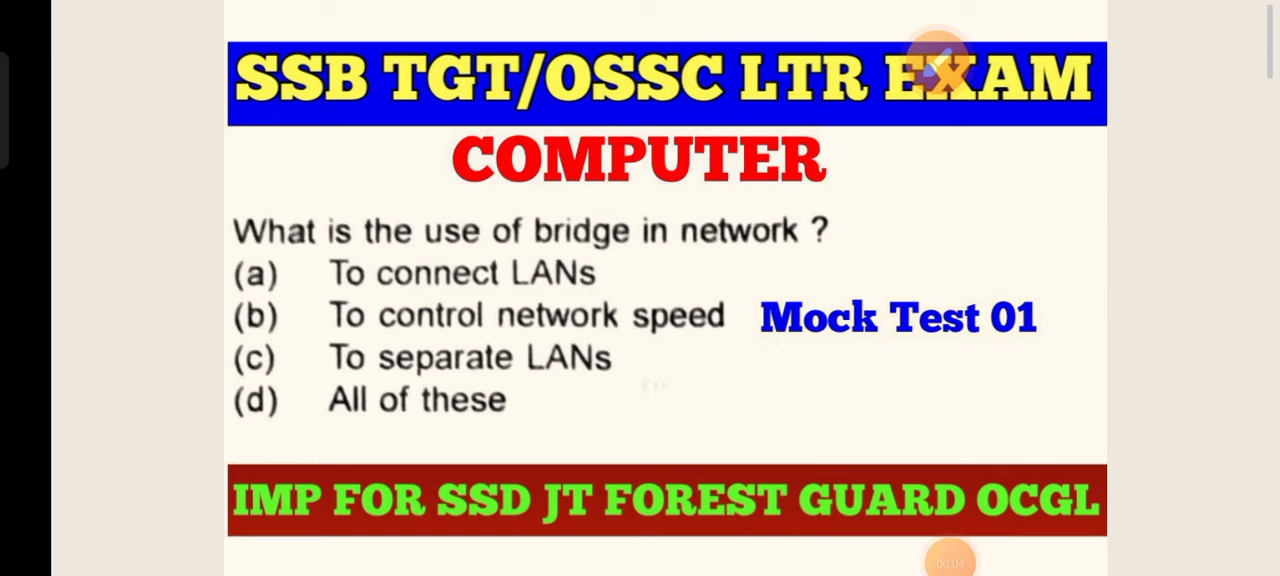 SSB TGT/OSSC LTR EXAM
COMPUTER
What is the use of bridge in network ?
(a) To connect LANs
(b) To control network speed
Mock Test 01
(c) To separate LANs
(d) All of these
IMP FOR SSD JT FOREST GUARD OCGL
00:04